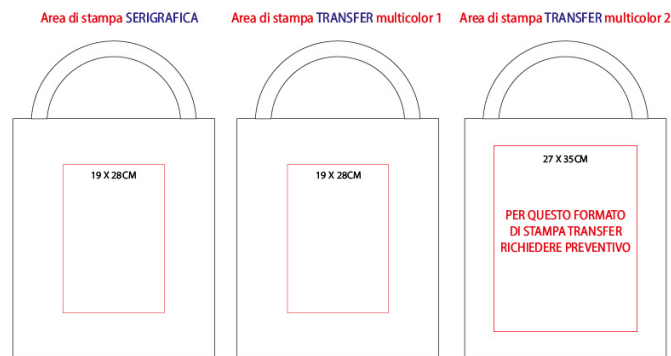 Area di stampa SERIGRAFICA
Area di stampa TRANSFER multicolor 1
Area di stampa TRANSFER multicolor 2
19 X 28CM
19 X 28CM
27 X 35CM
PER QUESTO FORMATO
DI STAMPA TRANSFER
RICHIEDERE PREVENTIVO